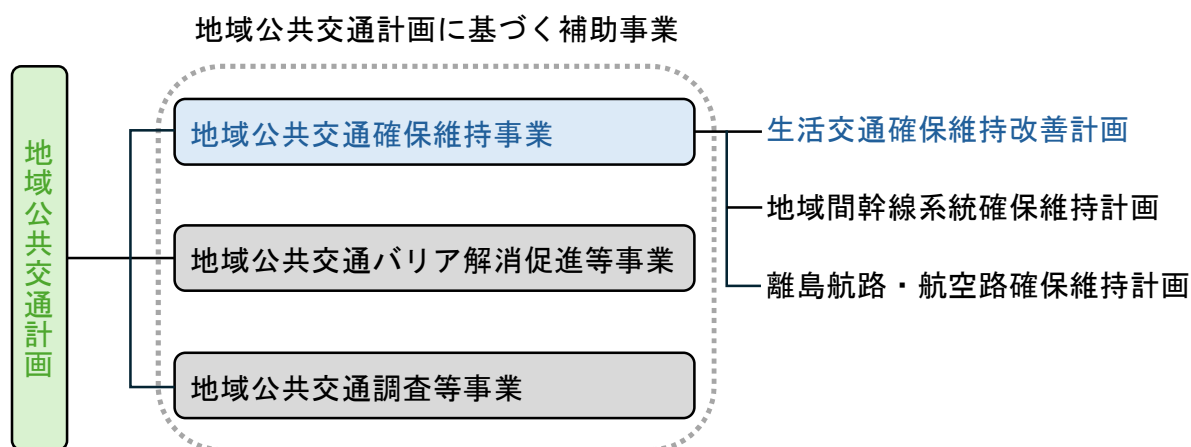 地域公共交通計画に基づく補助事業
地域公共交通計画
地域公共交通確保維持事業
地域公共交通バリア解消促進等事業
地域公共交通調査等事業
生活交通確保維持改善計画
地域間幹線系統確保維持計画
離島航路・航空路確保維持計画